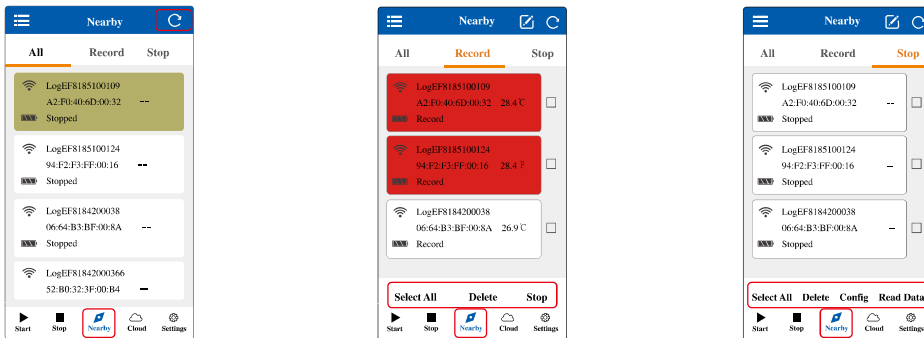 Nearby
All Record Stop
LogEF8185100109
A2:F0:40:6D:00:32 --
Stopped
LogEF8185100124
94:F2:F3:FF:00:16 --
Stopped
LogEF8184200038
06:64:B3:BF:00:8A --
Stopped
LogEF81842000366
52:B0:32:3F:00:B4 --
Start Stop Nearby Cloud Settings
Nearby
All Record Stop
LogEF8185100109
A2:F0:40:6D:00:32 28.4℃
Record
LogEF8185100124
94:F2:F3:FF:00:16 28.4
Record
LogEF8184200038
06:64:B3:BF:00:8A 26.9℃
Record
Select All Delete Stop
Start Stop Nearby Cloud Settings
Nearby
All Record Stop
LogEF8185100109
A2:F0:40:6D:00:32 --
Stopped
LogEF8185100124
94:F2:F3:FF:00:16 --
Stopped
LogEF8184200038
06:64:B3:BF:00:8A --
Stopped
Select All Delete Config Read Data
Start Stop Nearby Cloud Settings